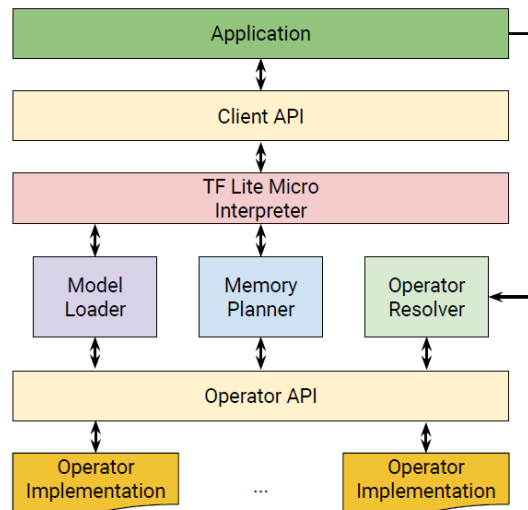 Application
Client API
TF Lite Micro
Interpreter
Model
Loader
Memory
Planner
Operator
Resolver
Operator API
Operator
Implementation
...
Operator
Implementation